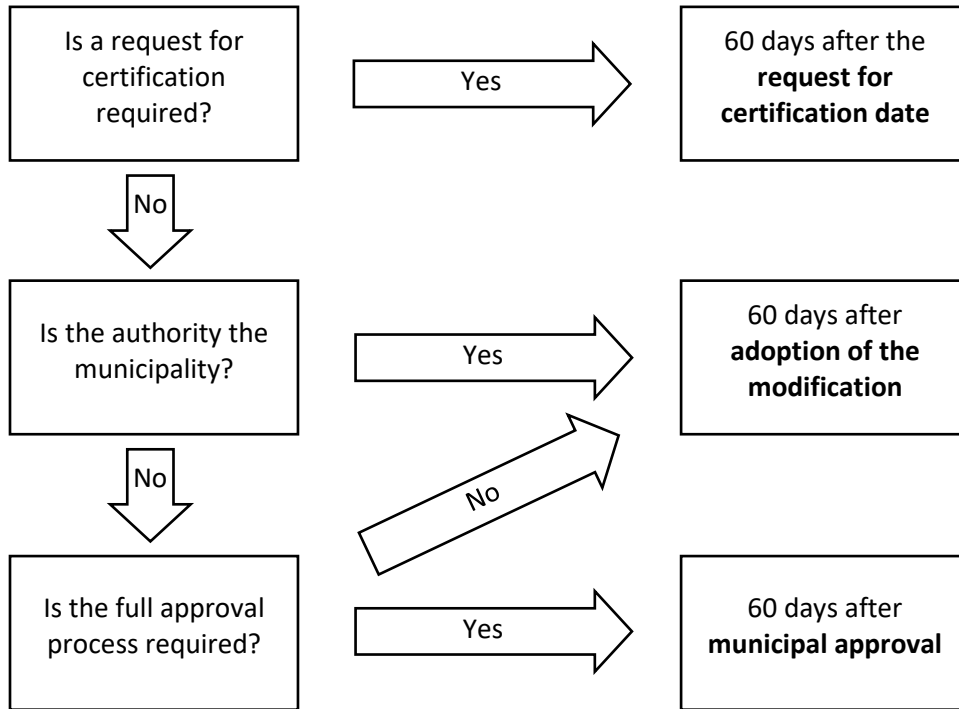 Is a request for
certification
required?
Yes
60 days after the
request for
certification date
No
Is the authority the
municipality?
Yes
60 days after
adoption of the
modification
No
No
Is the full approval
process required?
Yes
60 days after
municipal approval